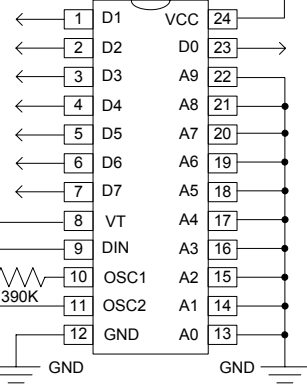 1 D1 VCC 24
2 D2 D0 23
3 D3 A9 22
4 D4 A8 21
5 D5 A7 20
6 D6 A6 19
7 D7 A5 18
8 VT A4 17
9 DIN A3 16
10 OSC1 A2 15
390K
11 OSC2 A1 14
12 GND A0 13
GND GND